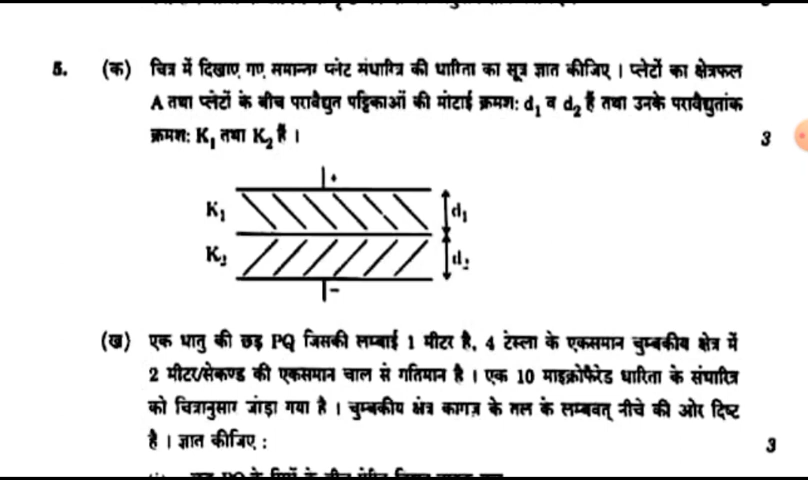 5. (क) चित्र में दिखाए गए समान्तर प्लेट संधारित्र की धारिता का सूत्र ज्ञात कीजिए । प्लेटों का क्षेत्रफल
A तथा प्लेटों के बीच परावैद्युत पट्टिकाओं की मोटाई क्रमश: d₁ व d₂ हैं तथा उनके परावैद्युतांक
क्रमश: K₁ तथा K₂ हैं ।
3
+
K₁ d₁
K₂ d₂
−
(ख) एक धातु की छड़ PQ जिसकी लम्बाई 1 मीटर है, 4 टेस्ला के एकसमान चुम्बकीय क्षेत्र में
2 मीटर/सेकण्ड की एकसमान चाल से गतिमान है । एक 10 माइक्रोफैरेड धारिता के संधारित्र
को चित्रानुसार जोड़ा गया है । चुम्बकीय क्षेत्र कागज़ के तल के लम्बवत् नीचे की ओर दिष्ट
है । ज्ञात कीजिए :
3